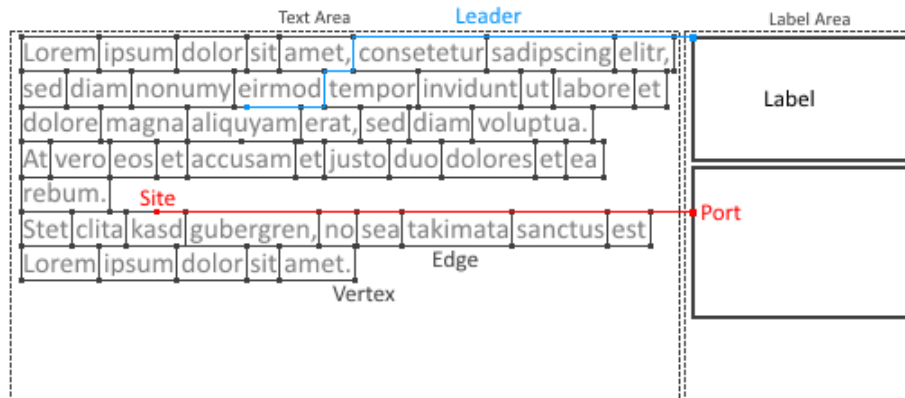 Text Area
Leader
Label Area
Lorem ipsum dolor sit amet, consetetur sadipscing elitr,
sed diam nonumy eirmod tempor invidunt ut labore et
Label
dolore magna aliquyam erat, sed diam voluptua.
At vero eos et accusam et justo duo dolores et ea
rebum.
Site
Port
Stet clita kasd gubergren, no sea takimata sanctus est
Edge
Lorem ipsum dolor sit amet.
Vertex